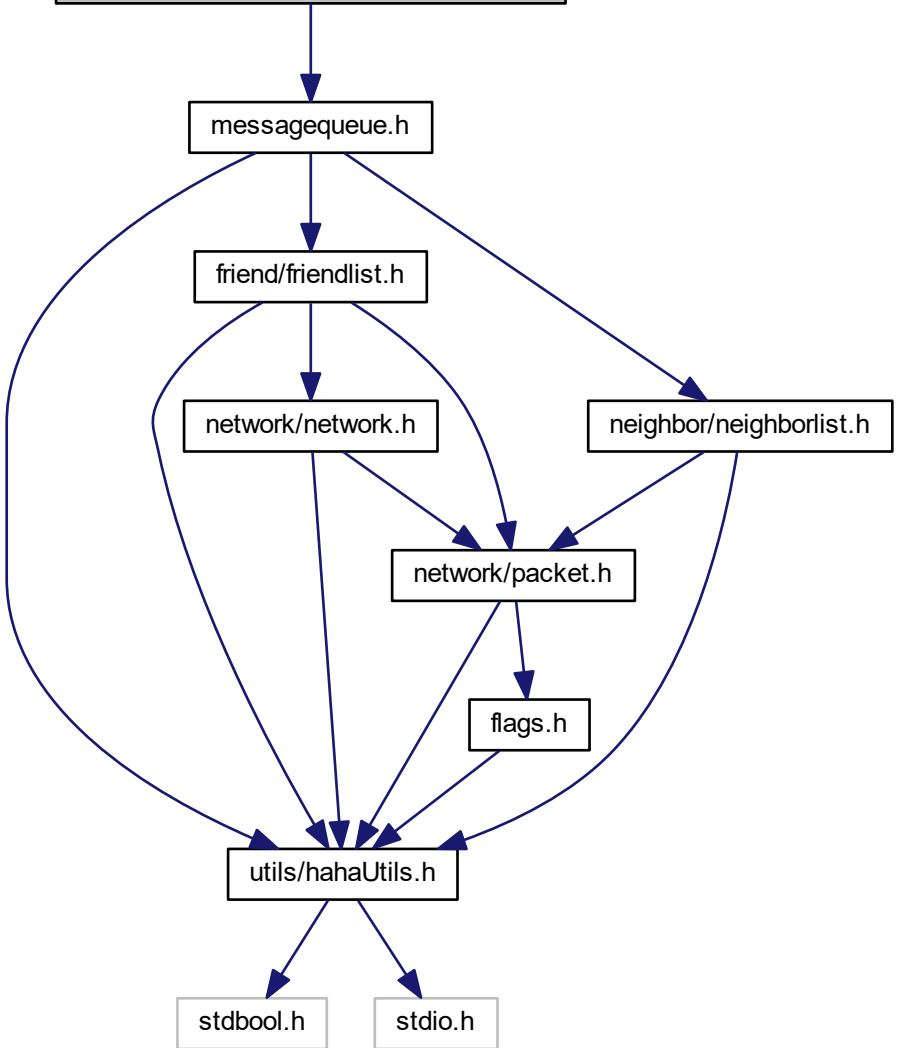 messagequeue.h
friend/friendlist.h
network/network.h
neighbor/neighborlist.h
network/packet.h
flags.h
utils/hahaUtils.h
stdbool.h
stdio.h